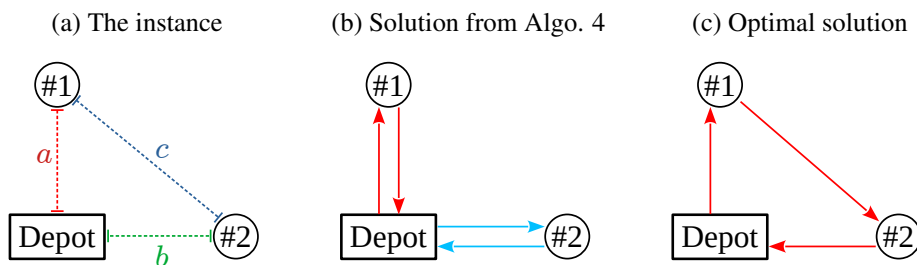 (a) The instance
(b) Solution from Algo. 4
(c) Optimal solution
#1
#1
#1
a
c
Depot
b
#2
Depot
#2
Depot
#2